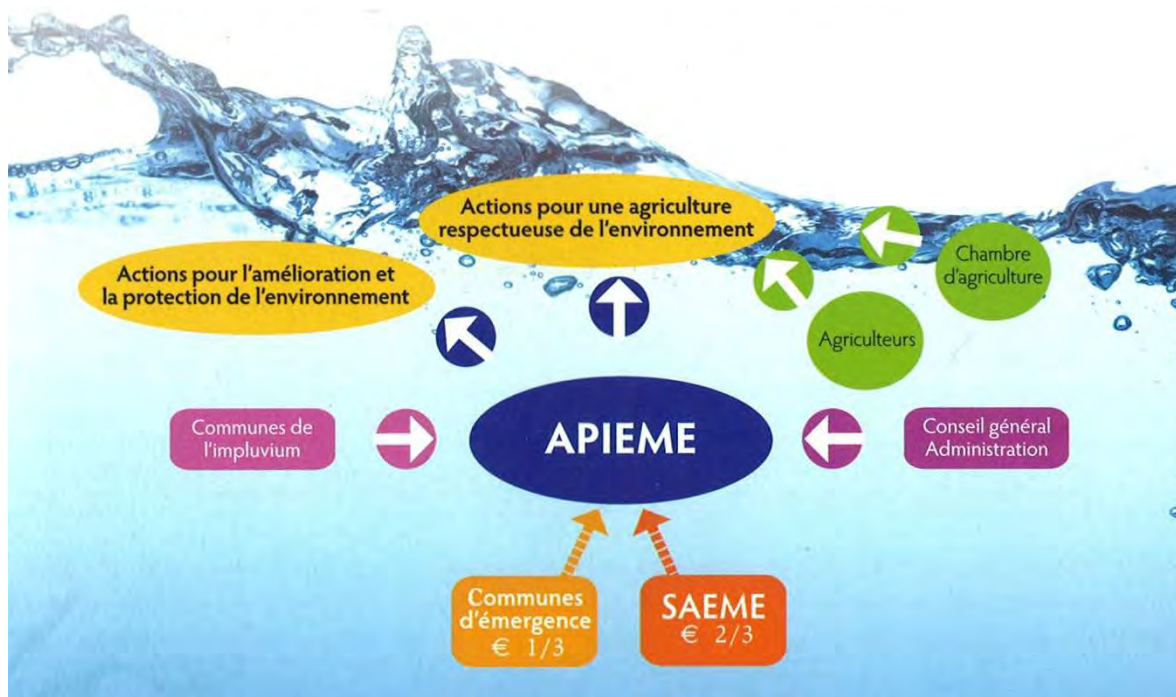 Actions pour une agriculture
respectueuse de l'environnement
Actions pour l'amélioration et
la protection de l'environnement
Chambre
d'agriculture
Agriculteurs
Communes de
l'impluvium
APIEME
Conseil général
Administration
Communes
d'émergence
€ 1/3
SAEME
€ 2/3